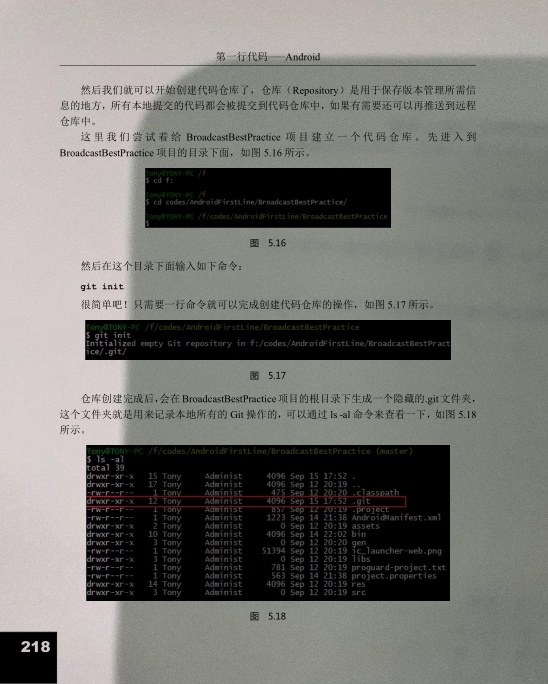 第一行代码——Android
然后我们就可以开始创建代码仓库了，仓库（Repository）是用于保存版本管理所需信
息的地方，所有本地提交的代码都会被提交到代码仓库中，如果有需要还可以再推送到远程
仓库中。
这里我们尝试着给 BroadcastBestPractice 项目建立一个代码仓库。先进入到
BroadcastBestPractice 项目的目录下面，如图 5.16 所示。
Tony@TONY-PC /f
$ cd f:
Tony@TONY-PC /f
$ cd codes/AndroidFirstLine/BroadcastBestPractice/
Tony@TONY-PC /f/codes/AndroidFirstLine/BroadcastBestPractice
$
图 5.16
然后在这个目录下面输入如下命令：
git init
很简单吧！只需要一行命令就可以完成创建代码仓库的操作，如图 5.17 所示。
Tony@TONY-PC /f/codes/AndroidFirstLine/BroadcastBestPractice
$ git init
Initialized empty Git repository in f:/codes/AndroidFirstLine/BroadcastBestPract
ice/.git/
图 5.17
仓库创建完成后，会在 BroadcastBestPractice 项目的根目录下生成一个隐藏的.git 文件夹，
这个文件夹就是用来记录本地所有的 Git 操作的，可以通过 ls -al 命令来查看一下，如图 5.18
所示。
Tony@TONY-PC /f/codes/AndroidFirstLine/BroadcastBestPractice (master)
$ ls -al
total 39
drwxr-xr-x 15 Tony Administ 4096 Sep 15 17:52 .
drwxr-xr-x 17 Tony Administ 4096 Sep 12 20:19 ..
-rw-r--r-- 1 Tony Administ 475 Sep 12 20:20 .classpath
drwxr-xr-x 12 Tony Administ 4096 Sep 15 17:52 .git
-rw-r--r-- 1 Tony Administ 857 Sep 12 20:19 .project
-rw-r--r-- 1 Tony Administ 1223 Sep 14 21:38 AndroidManifest.xml
drwxr-xr-x 2 Tony Administ 0 Sep 12 20:19 assets
drwxr-xr-x 10 Tony Administ 4096 Sep 14 22:02 bin
drwxr-xr-x 3 Tony Administ 0 Sep 12 20:20 gen
-rw-r--r-- 1 Tony Administ 51394 Sep 12 20:19 ic_launcher-web.png
drwxr-xr-x 3 Tony Administ 0 Sep 12 20:19 libs
-rw-r--r-- 1 Tony Administ 781 Sep 12 20:19 proguard-project.txt
-rw-r--r-- 1 Tony Administ 563 Sep 14 21:38 project.properties
drwxr-xr-x 14 Tony Administ 4096 Sep 12 20:19 res
drwxr-xr-x 3 Tony Administ 0 Sep 12 20:19 src
图 5.18
218